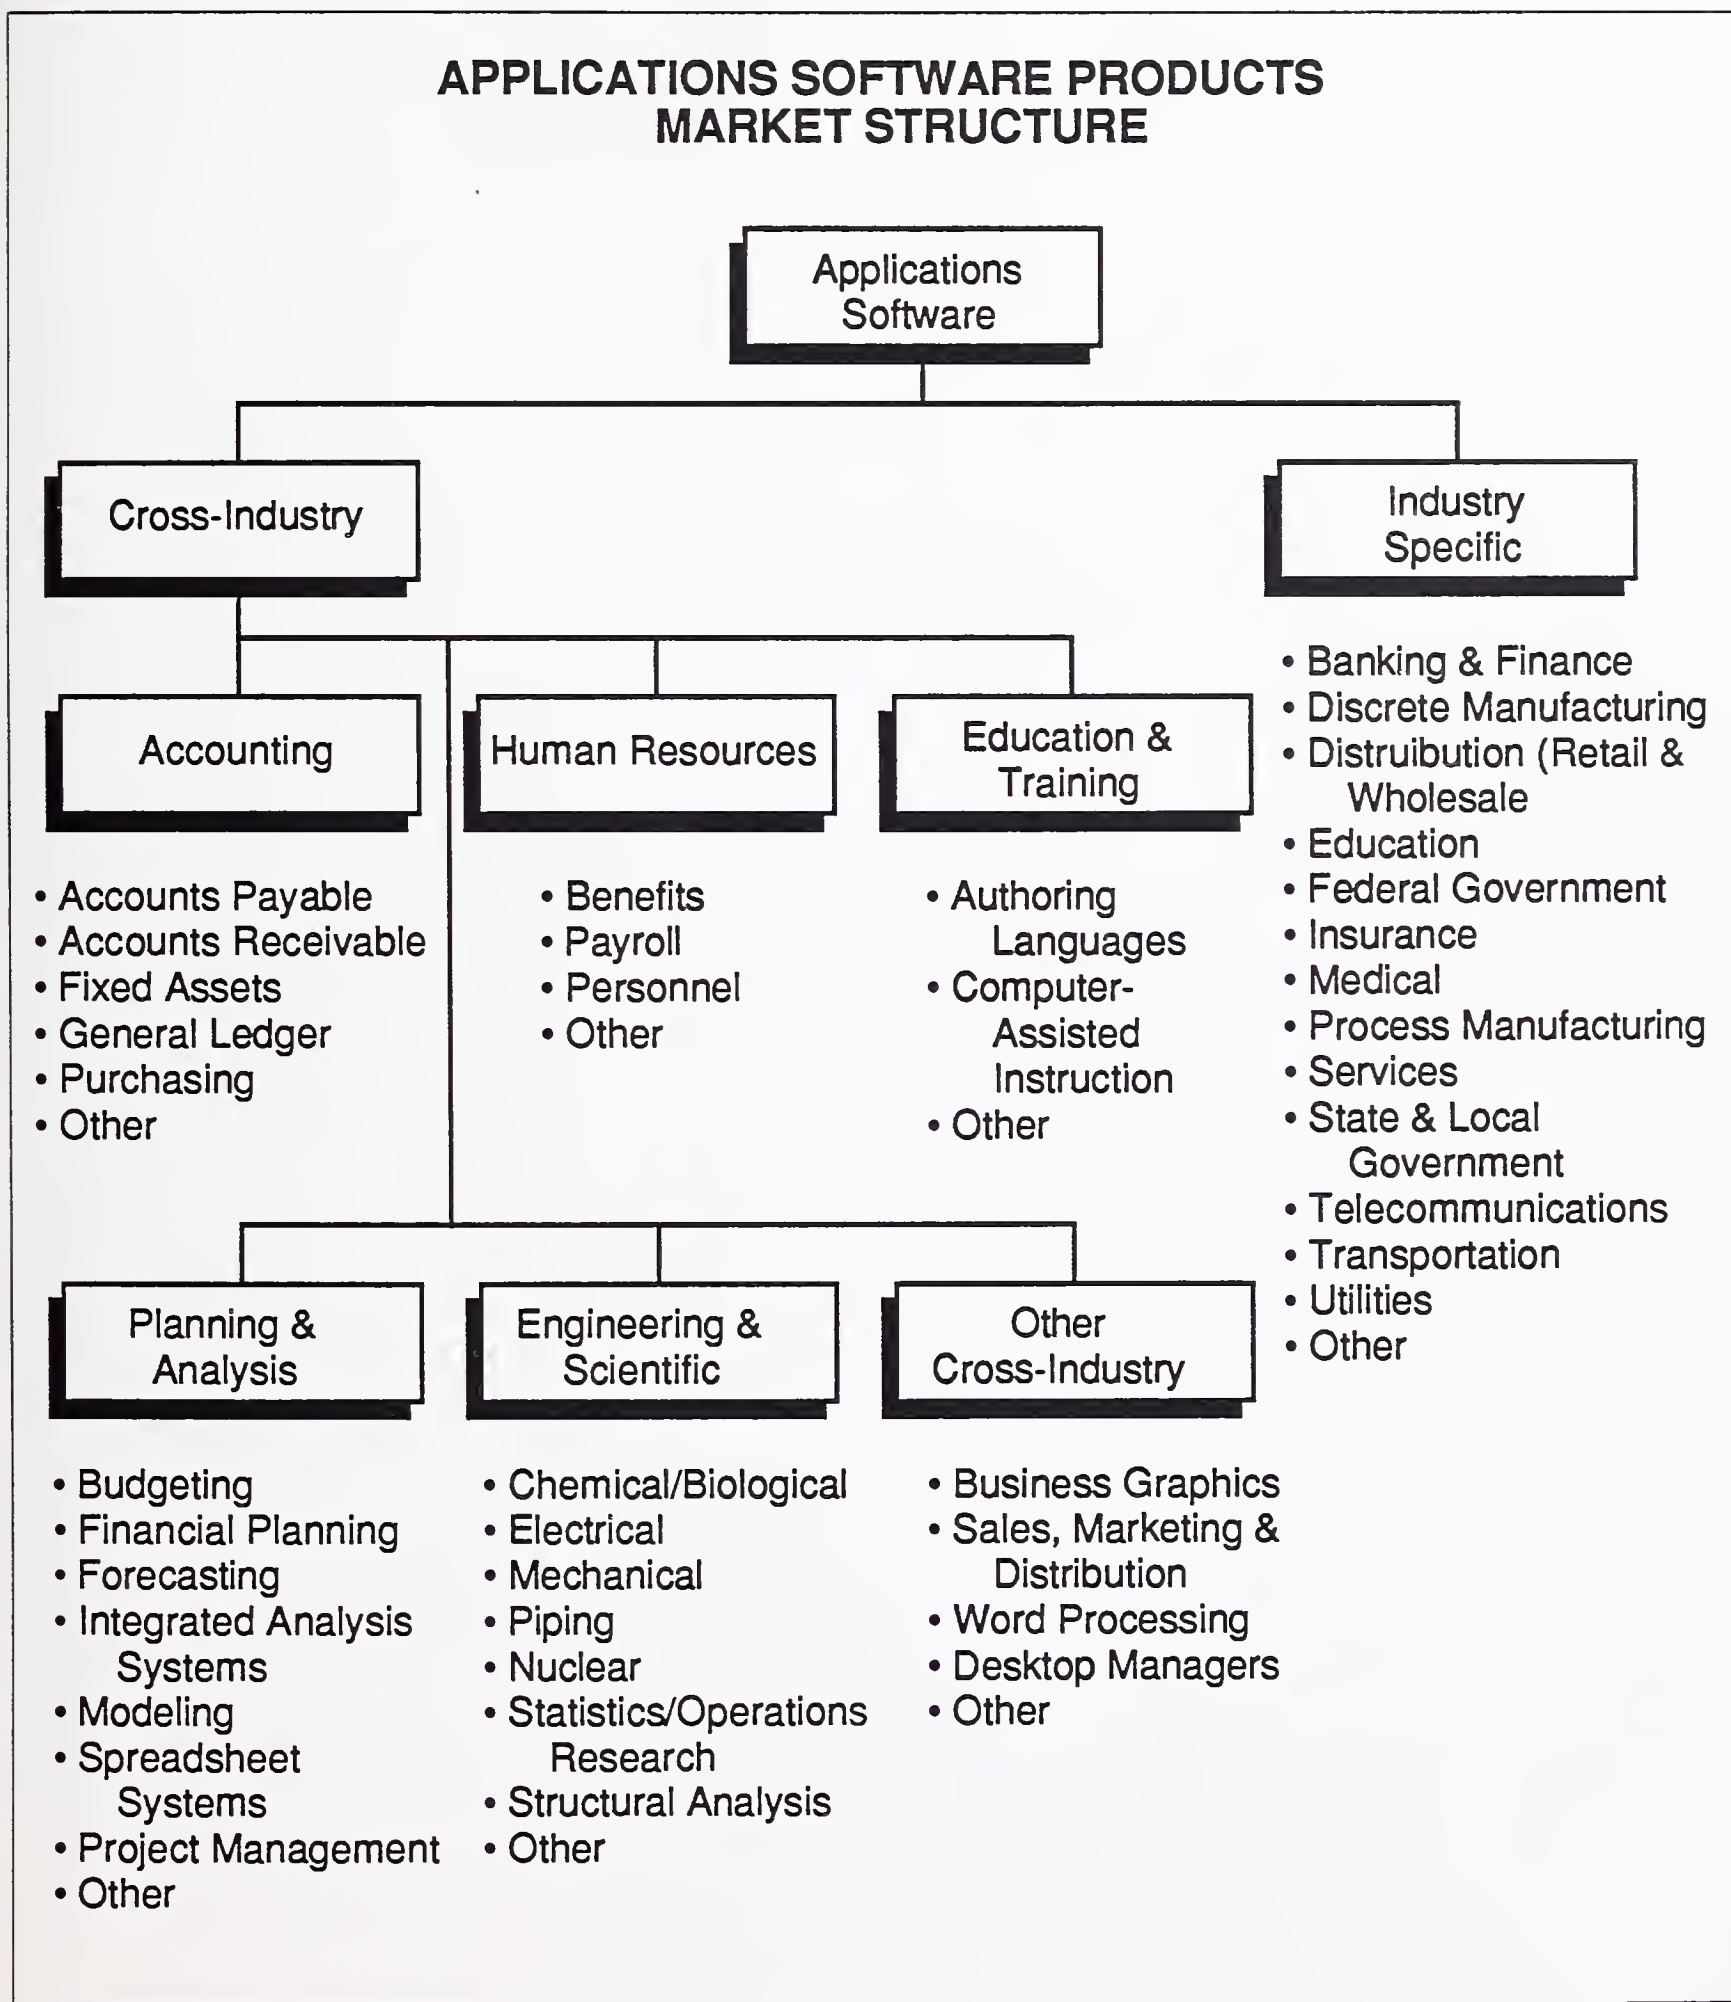 APPLICATIONS SOFTWARE PRODUCTS
MARKET STRUCTURE
Applications
Software
Cross-Industry
Industry
Specific
Accounting
• Accounts Payable
• Accounts Receivable
• Fixed Assets
• General Ledger
• Purchasing
• Other
Human Resources
• Benefits
• Payroll
• Personnel
• Other
Education &
Training
• Authoring
Languages
• Computer-
Assisted
Instruction
• Other
• Banking & Finance
• Discrete Manufacturing
• Distruibution (Retail &
Wholesale
• Education
• Federal Government
• Insurance
• Medical
• Process Manufacturing
• Services
• State & Local
Government
• Telecommunications
• Transportation
• Utilities
• Other
Planning &
Analysis
• Budgeting
• Financial Planning
• Forecasting
• Integrated Analysis
Systems
• Modeling
• Spreadsheet
Systems
• Project Management
• Other
Engineering &
Scientific
• Chemical/Biological
• Electrical
• Mechanical
• Piping
• Nuclear
• Statistics/Operations
Research
• Structural Analysis
• Other
Other
Cross-Industry
• Business Graphics
• Sales, Marketing &
Distribution
• Word Processing
• Desktop Managers
• Other